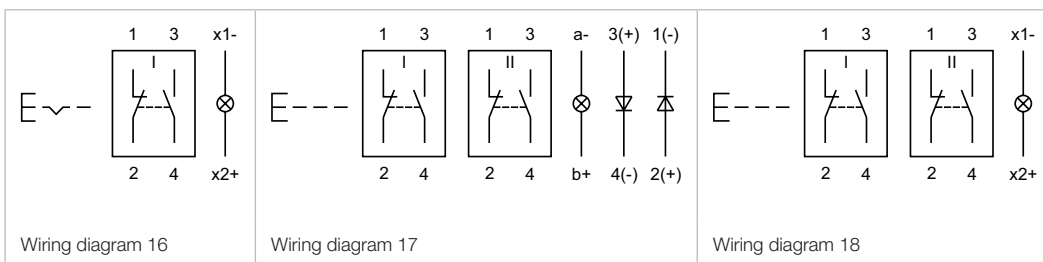 1 3 x1-
I
2 4 x2+
Wiring diagram 16
1 3 1 3 a- 3(+) 1(-)
I II
2 4 2 4 b+ 4(-) 2(+)
Wiring diagram 17
1 3 1 3 x1-
I II
2 4 2 4 x2+
Wiring diagram 18